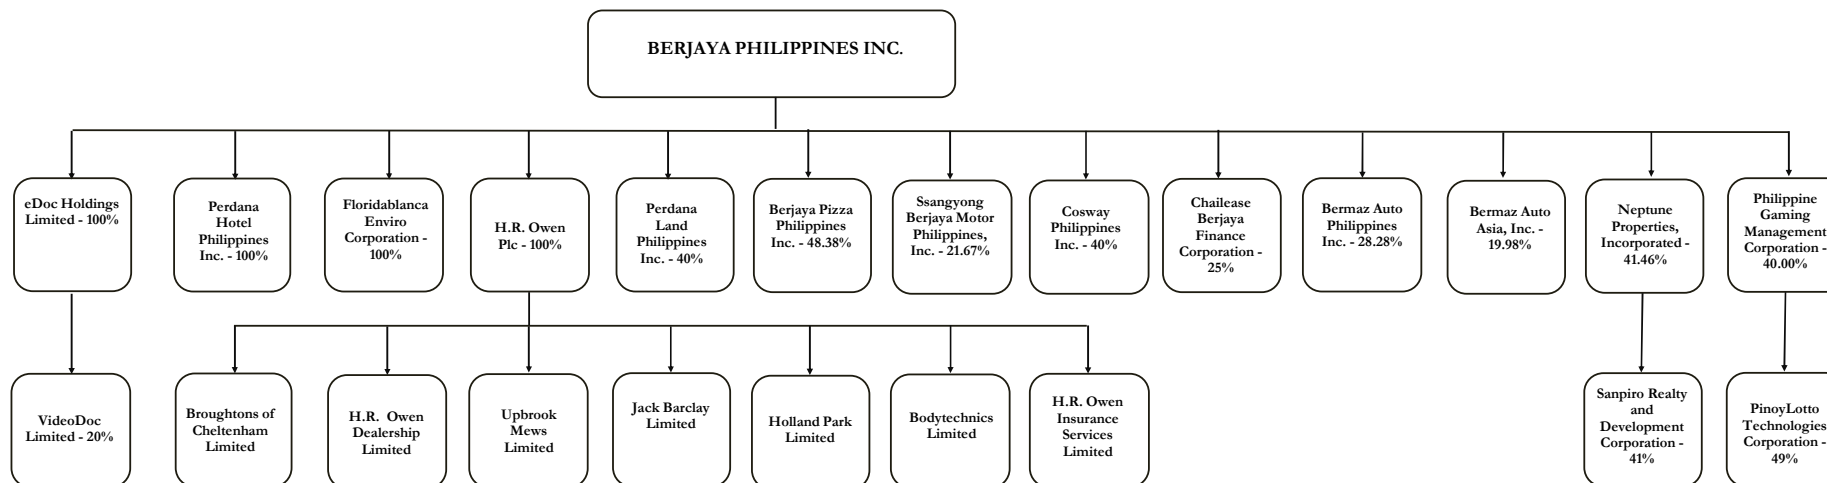 BERJAYA PHILIPPINES INC.
eDoc Holdings
Limited - 100%
Perdana
Hotel
Philippines
Inc. - 100%
Floridablanca
Enviro
Corporation -
100%
H.R. Owen
Plc - 100%
Perdana
Land
Philippines
Inc. - 40%
Berjaya Pizza
Philippines
Inc. - 48.38%
Ssangyong
Berjaya Motor
Philippines,
Inc. - 21.67%
Cosway
Philippines
Inc. - 40%
Chailease
Berjaya
Finance
Corporation -
25%
Bermaz Auto
Philippines
Inc. - 28.28%
Bermaz Auto
Asia, Inc. -
19.98%
Neptune
Properties,
Incorporated -
41.46%
Philippine
Gaming
Management
Corporation -
40.00%
VideoDoc
Limited - 20%
Broughtons of
Cheltenham
Limited
H.R. Owen
Dealership
Limited
Upbrook
Mews
Limited
Jack Barclay
Limited
Holland Park
Limited
Bodytechnics
Limited
H.R. Owen
Insurance
Services
Limited
Sanpiro Realty
and
Development
Corporation -
41%
PinoyLotto
Technologies
Corporation -
49%